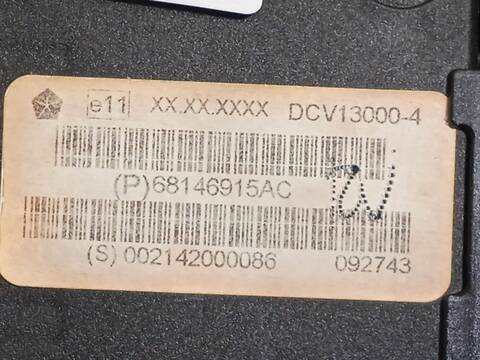 e11 XX.XX.XXXX DCV13000-4
(P)68146915AC
(S) 002142000086 092743